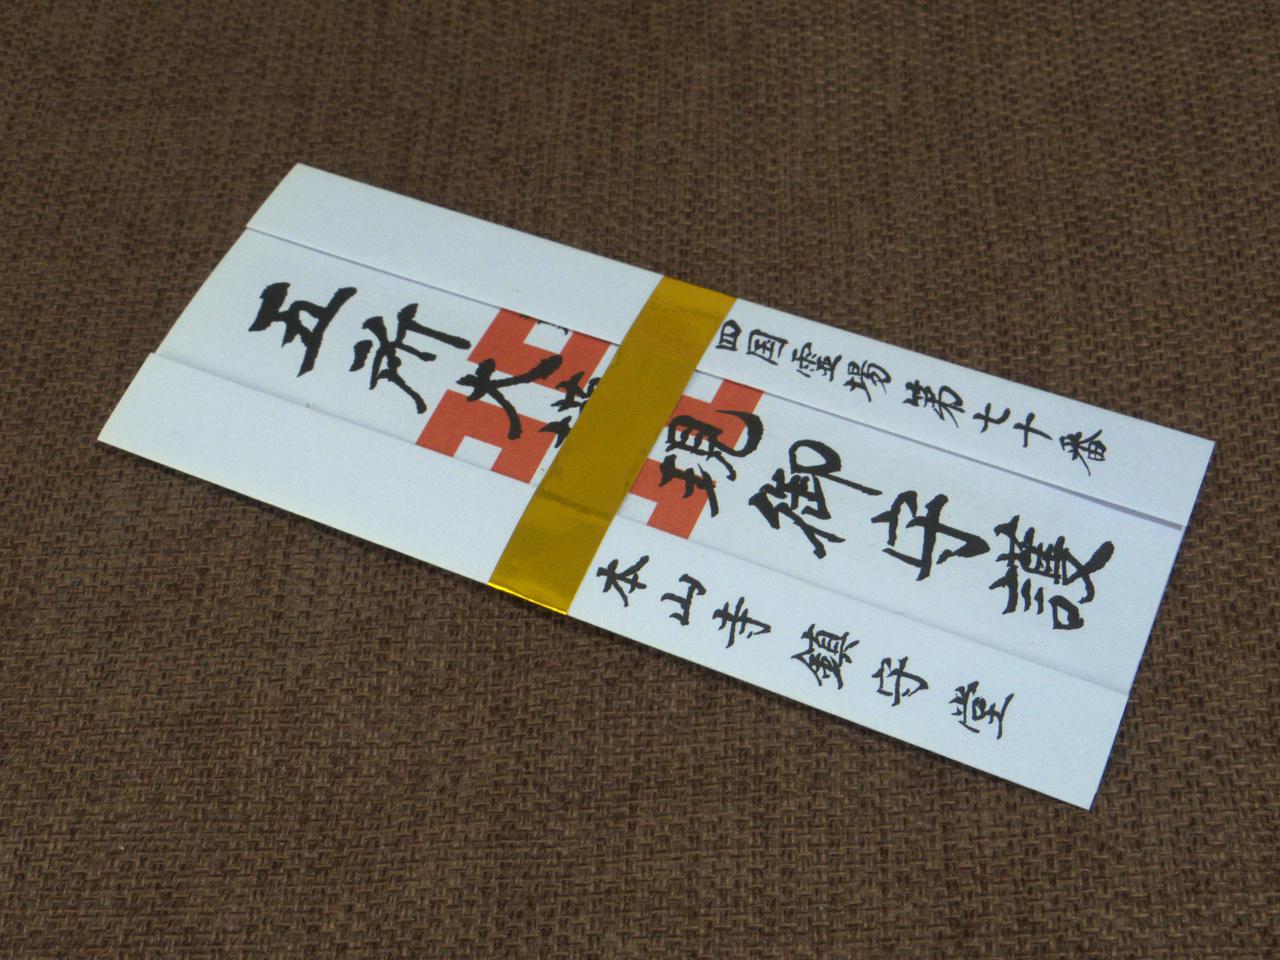 四国霊場第七十番
五所大権現御守護
本山寺鎮守堂